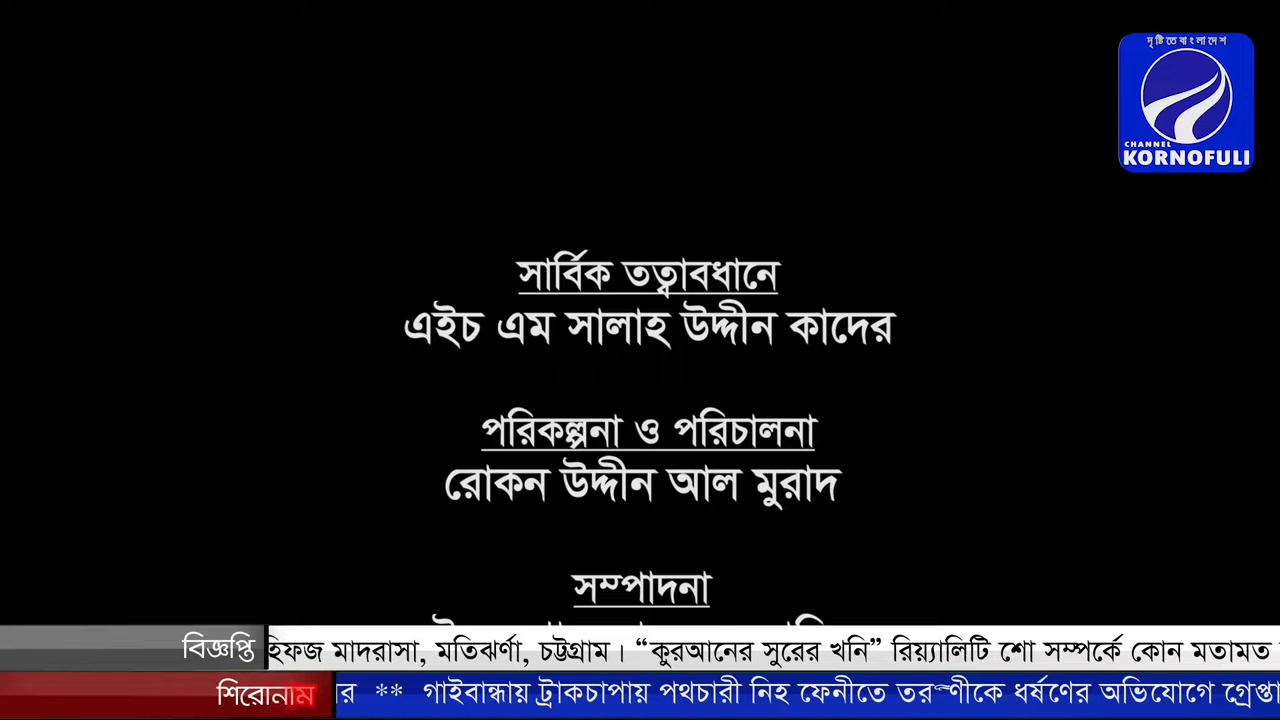 দৃষ্টিতে বাংলাদেশ
CHANNEL
KORNOFULI
সার্বিক তত্বাবধানে
এইচ এম সালাহ উদ্দীন কাদের
পরিকল্পনা ও পরিচালনা
রোকন উদ্দীন আল মুরাদ
সম্পাদনা
বিজ্ঞপ্তি
হিফজ মাদরাসা, মতিঝর্ণা, চট্টগ্রাম। “কুরআনের সুরের খনি” রিয়্যালিটি শো সম্পর্কে কোন মতামত
শিরোনাম
র ** গাইবান্ধায় ট্রাকচাপায় পথচারী নিহ ফেনীতে তরুণীকে ধর্ষণের অভিযোগে গ্রেপ্তা